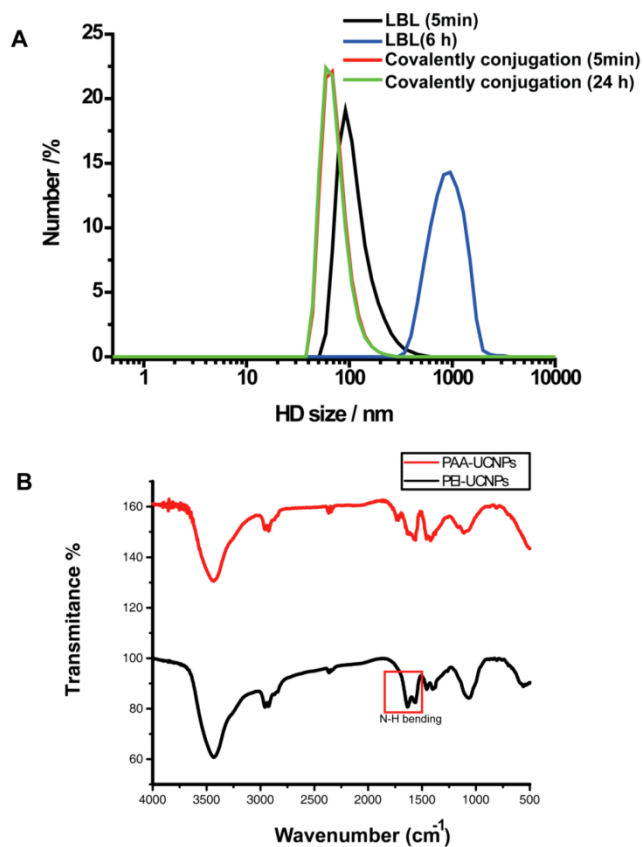 A
LBL (5min)
LBL(6 h)
Covalently conjugation (5min)
Covalently conjugation (24 h)
25
20
15
10
5
0
Number /%
1
10
100
1000
10000
HD size / nm
B
PAA-UCNPs
PEI-UCNPs
160
140
120
100
80
60
Transmitance %
N-H bending
4000
3500
3000
2500
2000
1500
1000
500
Wavenumber (cm-1)